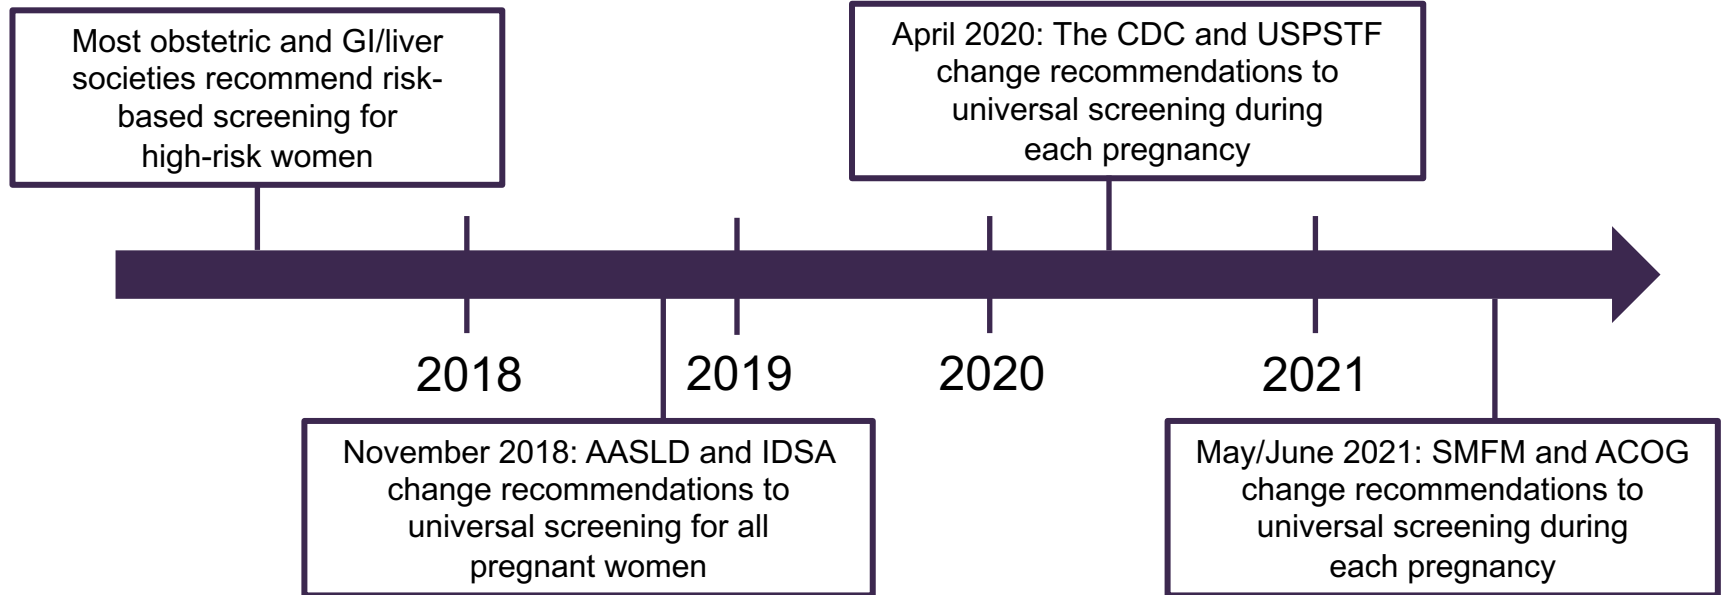 Most obstetric and GI/liver
societies recommend risk-
based screening for
high-risk women
April 2020: The CDC and USPSTF
change recommendations to
universal screening during
each pregnancy
2018
2019
2020
2021
November 2018: AASLD and IDSA
change recommendations to
universal screening for all
pregnant women
May/June 2021: SMFM and ACOG
change recommendations to
universal screening during
each pregnancy